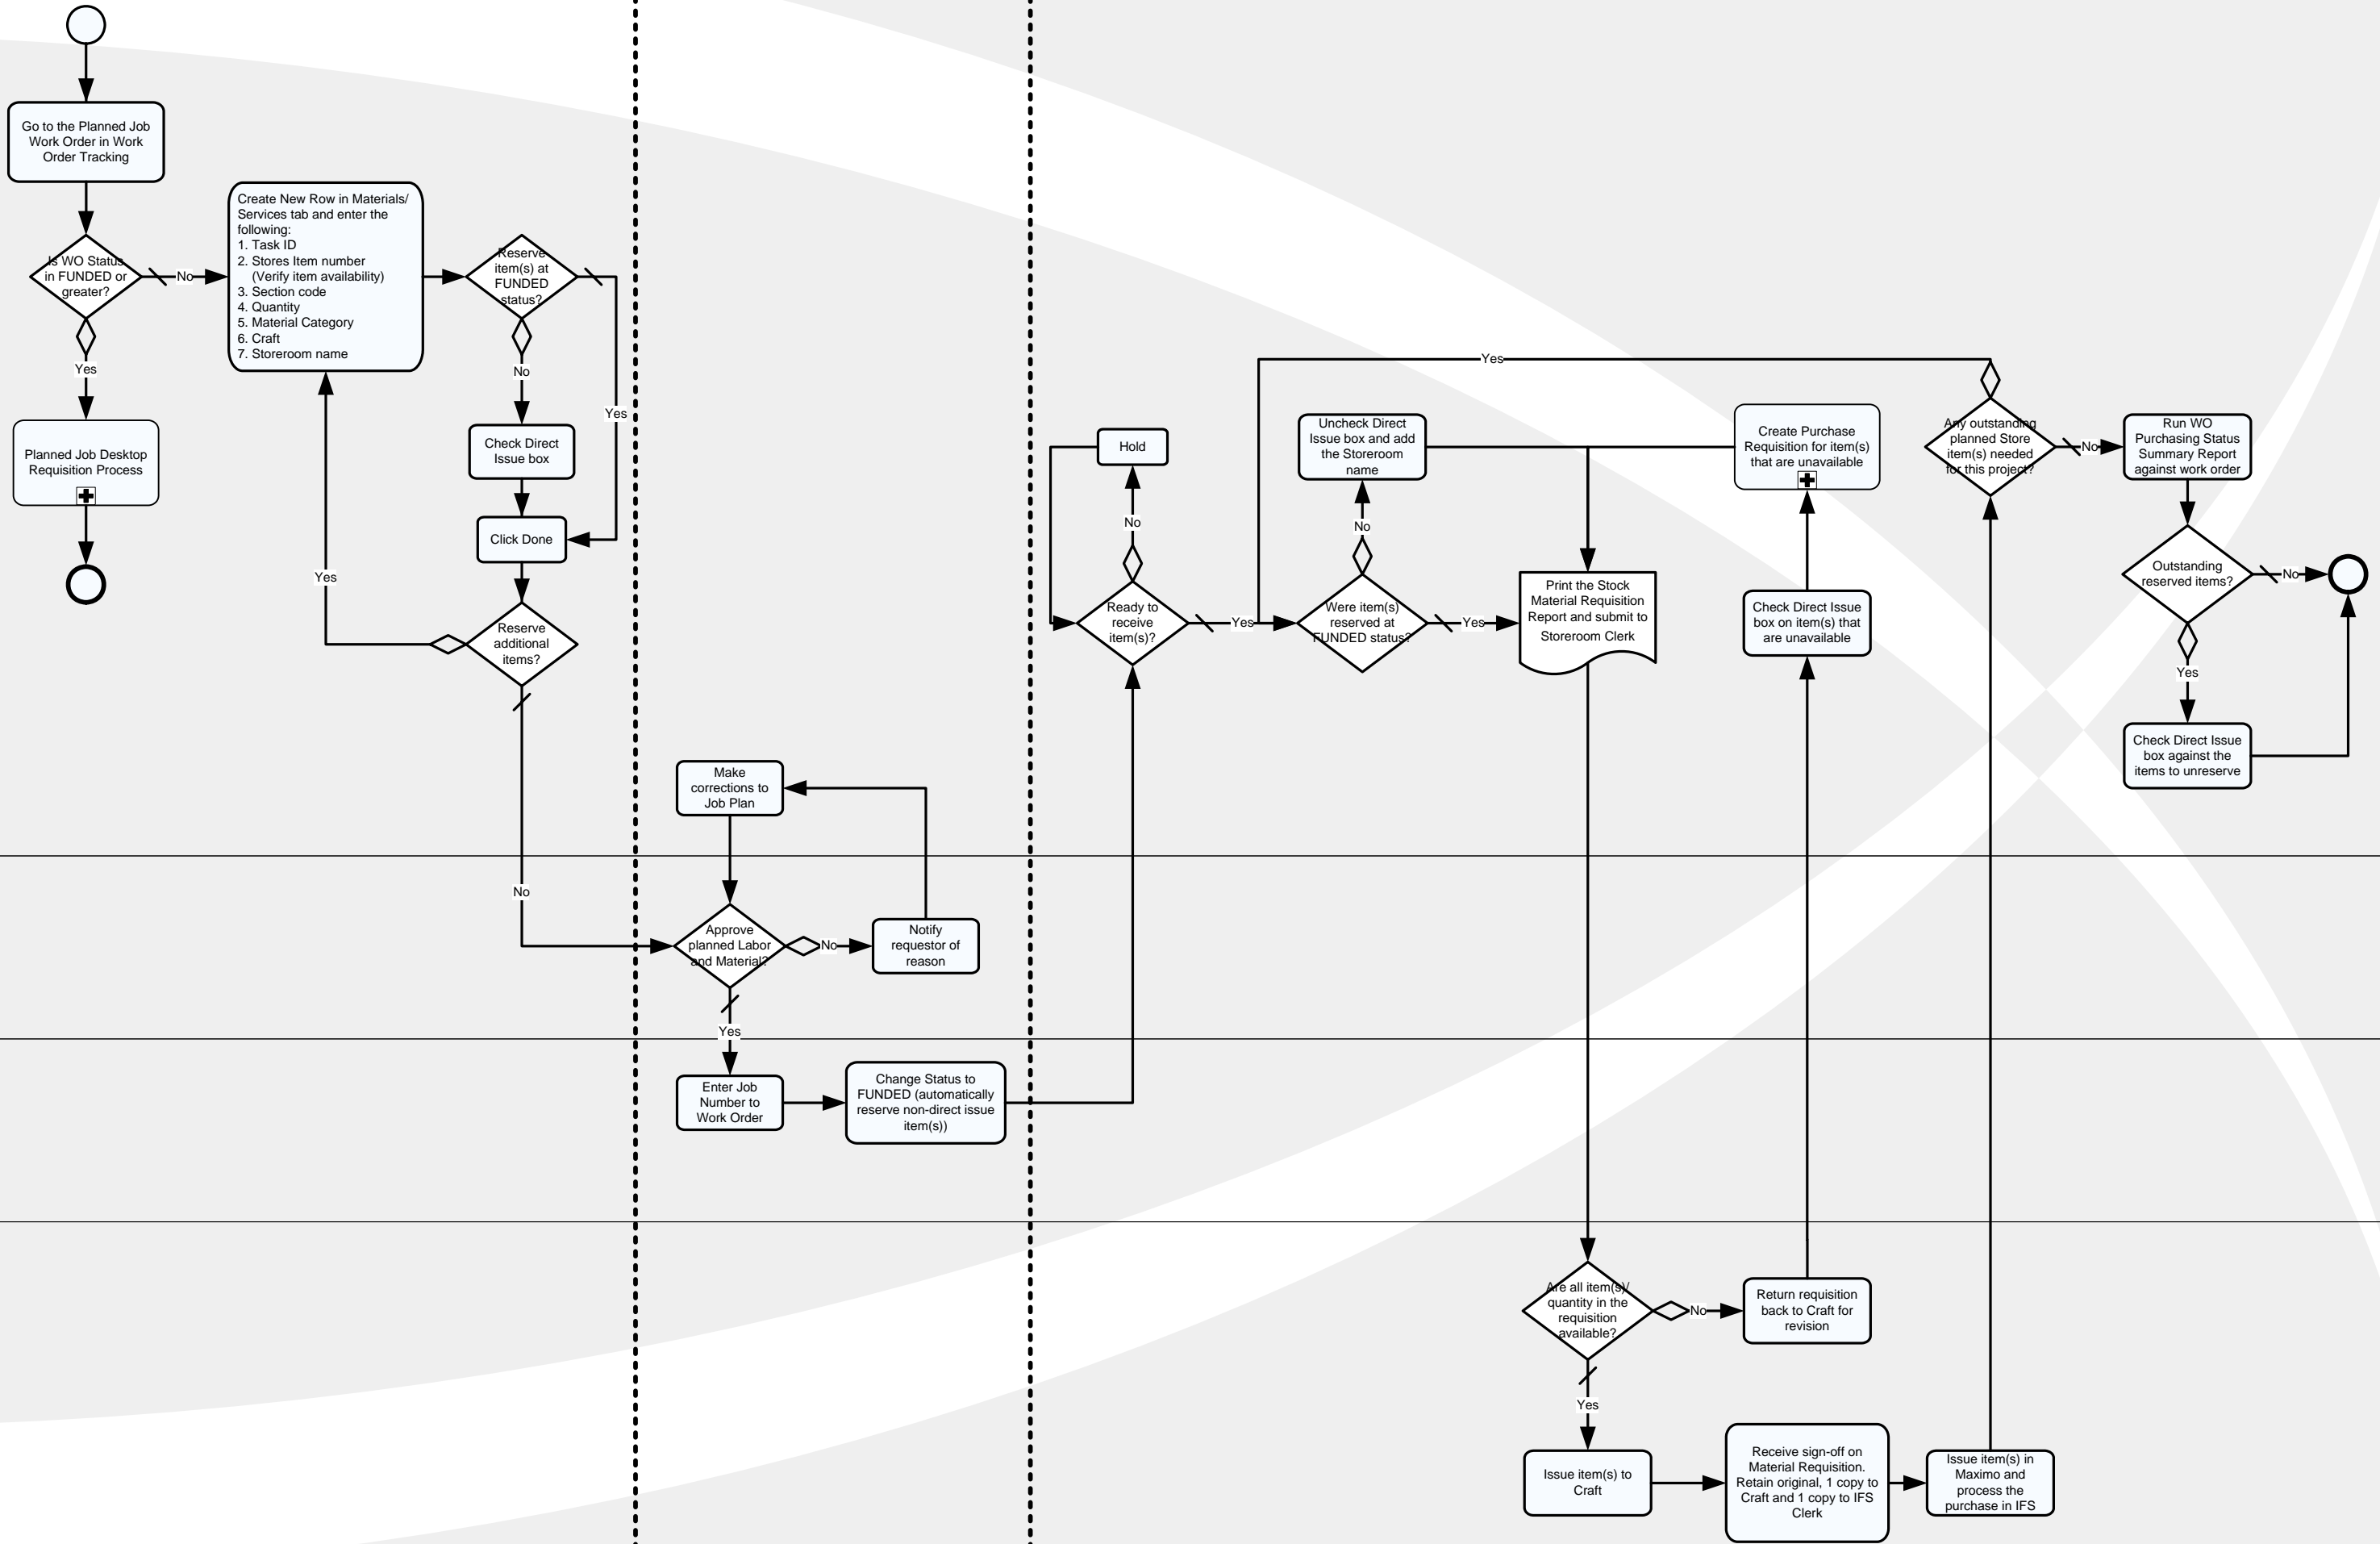 Go to the Planned Job
Work Order in Work
Order Tracking
Is WO Status
in FUNDED or
greater?
No
Yes
Planned Job Desktop
Requisition Process
Create New Row in Materials/
Services tab and enter the
following:
1. Task ID
2. Stores Item number
(Verify item availability)
3. Section code
4. Quantity
5. Material Category
6. Craft
7. Storeroom name
Reserve
item(s) at
FUNDED
status?
No
Yes
Check Direct
Issue box
Click Done
Reserve
additional
items?
Yes
No
Make
corrections to
Job Plan
Approve
planned Labor
and Material?
No
Notify
requestor of
reason
Yes
Enter Job
Number to
Work Order
Change Status to
FUNDED (automatically
reserve non-direct issue
item(s))
Hold
No
Ready to
receive
item(s)?
Yes
Yes
Uncheck Direct
Issue box and add
the Storeroom
name
No
Were item(s)
reserved at
FUNDED status?
Yes
Print the Stock
Material Requisition
Report and submit to
Storeroom Clerk
Create Purchase
Requisition for item(s)
that are unavailable
Check Direct Issue
box on item(s) that
are unavailable
Any outstanding
planned Store
item(s) needed
for this project?
No
Run WO
Purchasing Status
Summary Report
against work order
Outstanding
reserved items?
No
Yes
Check Direct Issue
box against the
items to unreserve
Are all item(s)/
quantity in the
requisition
available?
No
Return requisition
back to Craft for
revision
Yes
Issue item(s) to
Craft
Receive sign-off on
Material Requisition.
Retain original, 1 copy to
Craft and 1 copy to IFS
Clerk
Issue item(s) in
Maximo and
process the
purchase in IFS